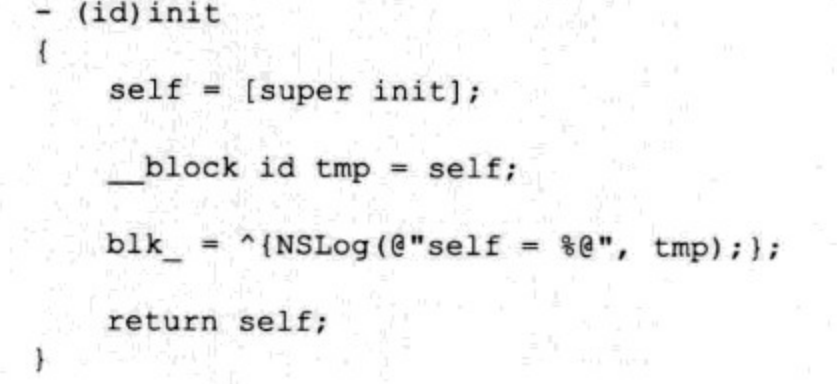 - (id)init
{
    self = [super init];
    __block id tmp = self;
    blk_ = ^{NSLog(@"self = %@", tmp);};
    return self;
}